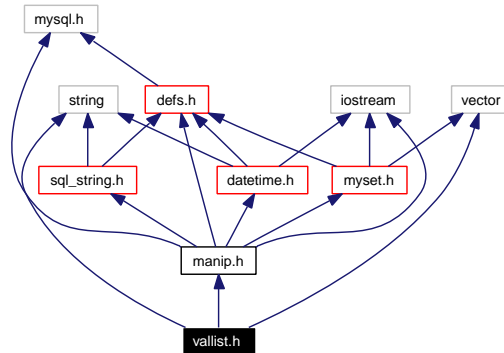 mysql.h
string
defs.h
iostream
vector
sql_string.h
datetime.h
myset.h
manip.h
vallist.h